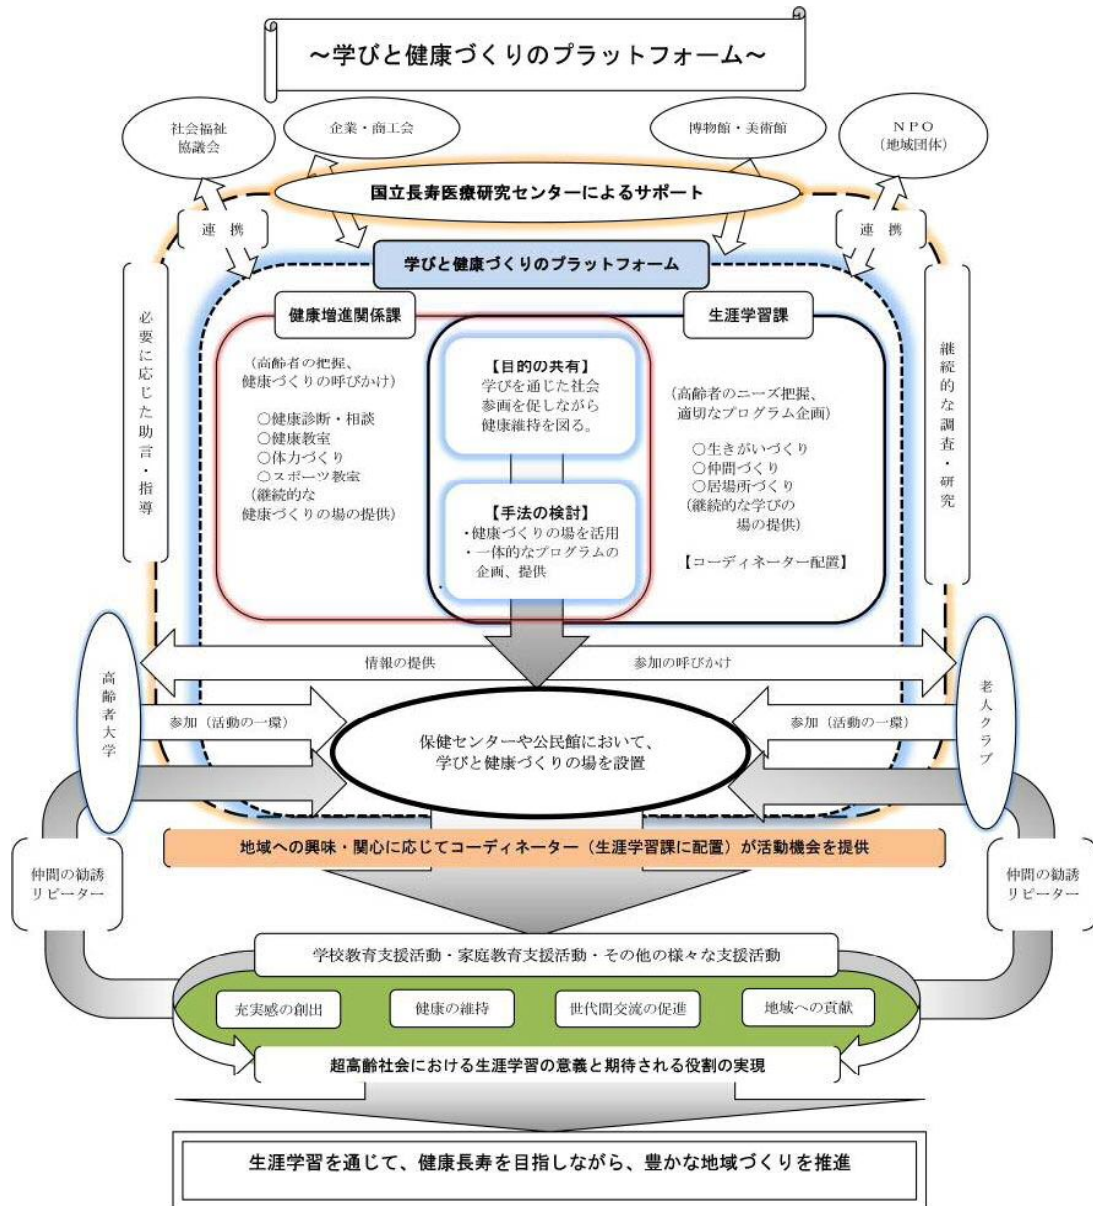 ～学びと健康づくりのプラットフォーム～
社会福祉
協議会
企業・商工会
博物館・美術館
ＮＰＯ
（地域団体）
国立長寿医療研究センターによるサポート
連 携
連 携
学びと健康づくりのプラットフォーム
必要に応じた助言・指導
継続的な調査・研究
健康増進関係課
（高齢者の把握、
健康づくりの呼びかけ）
○健康診断・相談
○健康教室
○体力づくり
○スポーツ教室
（継続的な
健康づくりの場の提供）
【目的の共有】
学びを通じた社会
参画を促しながら
健康維持を図る。
【手法の検討】
・健康づくりの場を活用
・一体的なプログラムの
企画、提供
生涯学習課
（高齢者のニーズ把握、
適切なプログラム企画）
○生きがいづくり
○仲間づくり
○居場所づくり
（継続的な学びの
場の提供）
【コーディネーター配置】
高齢者大学
老人クラブ
情報の提供
参加の呼びかけ
参加（活動の一環）
参加（活動の一環）
保健センターや公民館において、
学びと健康づくりの場を設置
地域への興味・関心に応じてコーディネーター（生涯学習課に配置）が活動機会を提供
仲間の勧誘
リピーター
仲間の勧誘
リピーター
学校教育支援活動・家庭教育支援活動・その他の様々な支援活動
充実感の創出
健康の維持
世代間交流の促進
地域への貢献
超高齢社会における生涯学習の意義と期待される役割の実現
生涯学習を通じて、健康長寿を目指しながら、豊かな地域づくりを推進